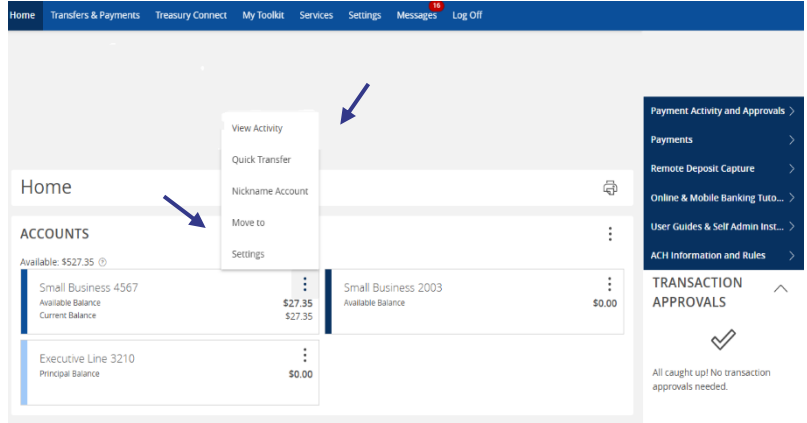 Home Transfers & Payments Treasury Connect My Toolkit Services Settings Messages 16 Log Off
View Activity
Quick Transfer
Nickname Account
Move to
Settings
Home
ACCOUNTS
Available: $527.35
Small Business 4567
Available Balance $27.35
Current Balance $27.35
Small Business 2003
Available Balance $0.00
Executive Line 3210
Principal Balance $0.00
Payment Activity and Approvals
Payments
Remote Deposit Capture
Online & Mobile Banking Tuto...
User Guides & Self Admin Inst...
ACH Information and Rules
TRANSACTION
APPROVALS
All caught up! No transaction
approvals needed.